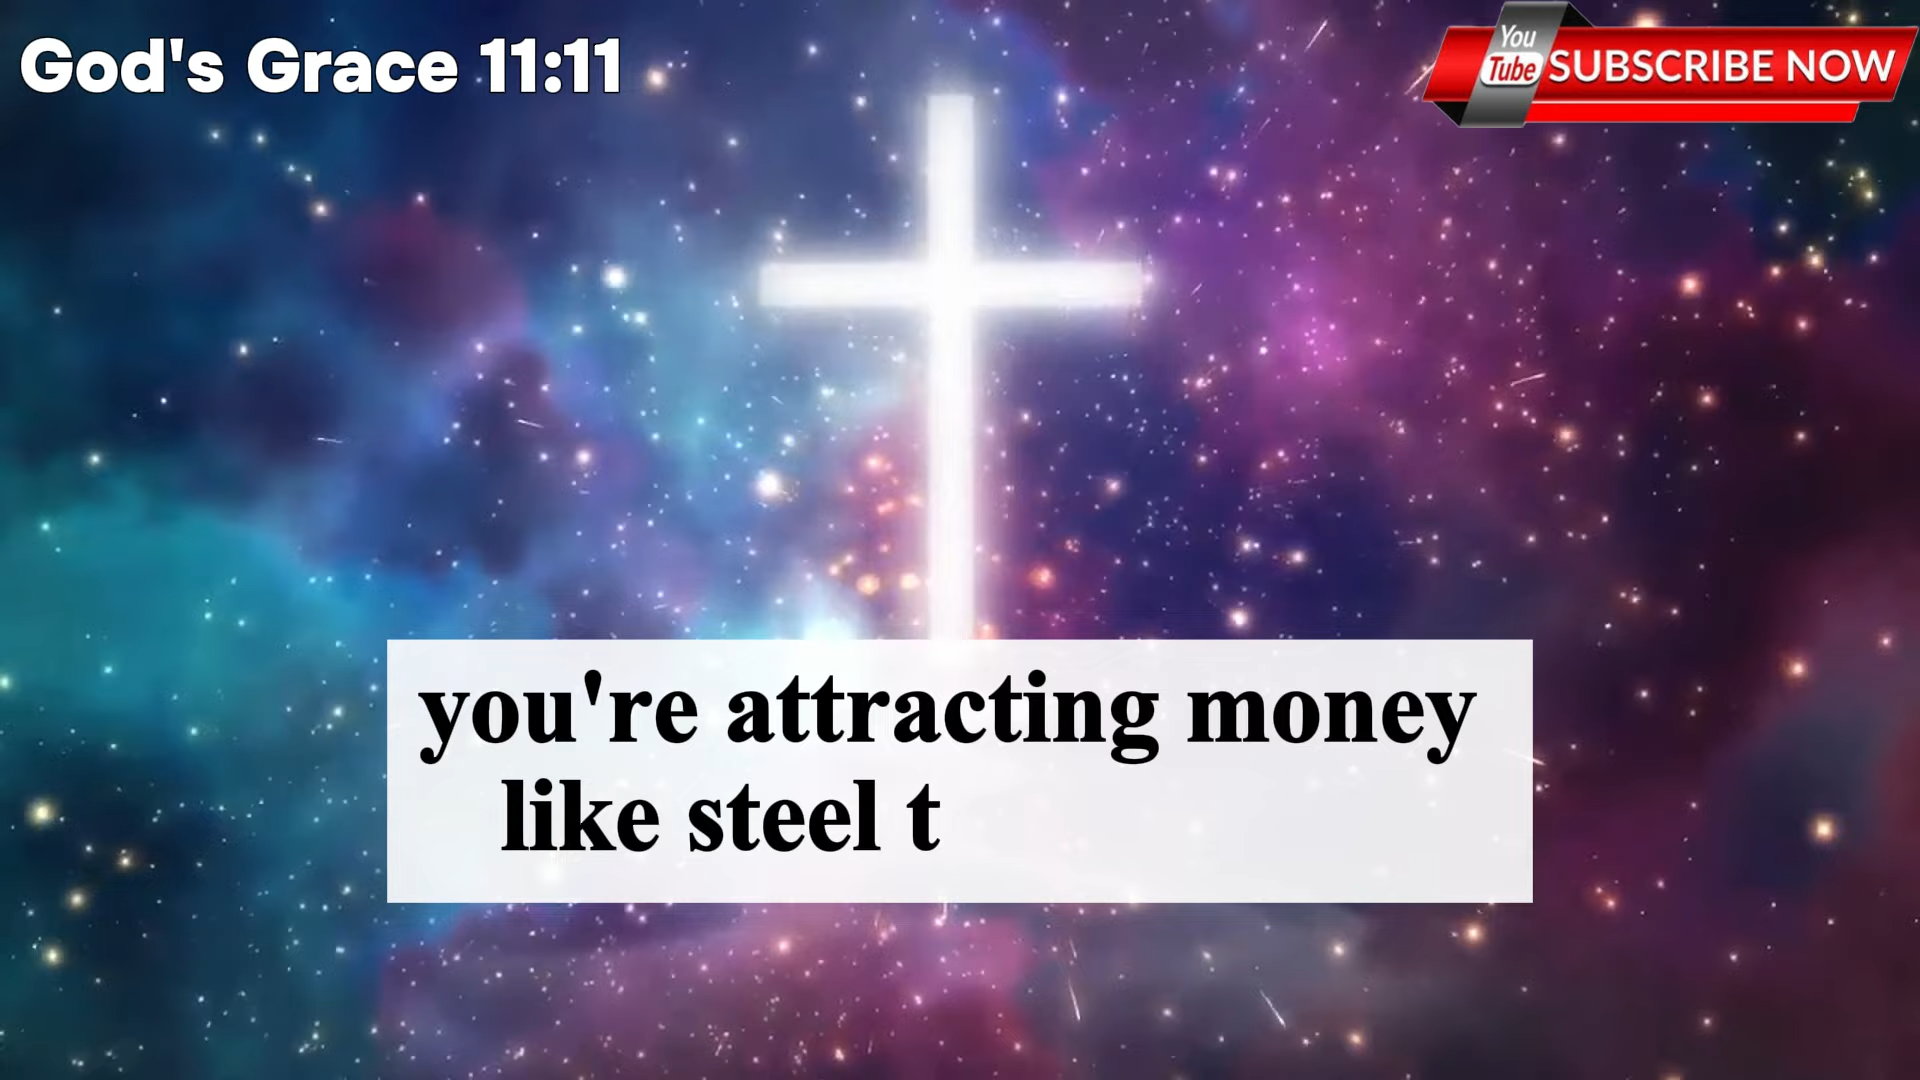 God's Grace 11:11
You
Tube
SUBSCRIBE NOW
you're attracting money
like steel t